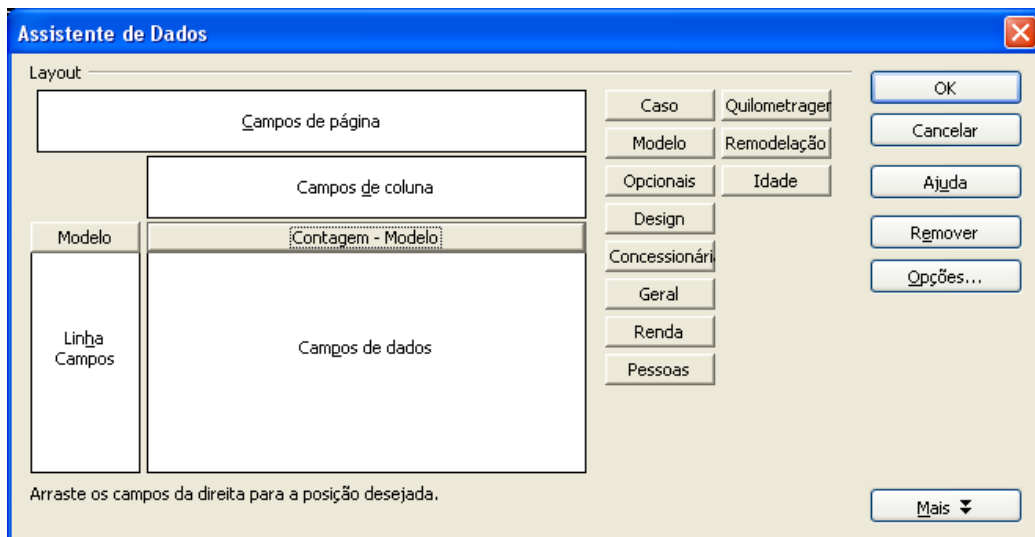 Assistente de Dados
Layout
Campos de página
Campos de coluna
Modelo
Contagem - Modelo
Linha
Campos
Campos de dados
Caso
Quilometrager
Modelo
Remodelação
Opcionais
Idade
Design
Concessionári
Geral
Renda
Pessoas
OK
Cancelar
Ajuda
Remover
Opções...
Arraste os campos da direita para a posição desejada.
Mais